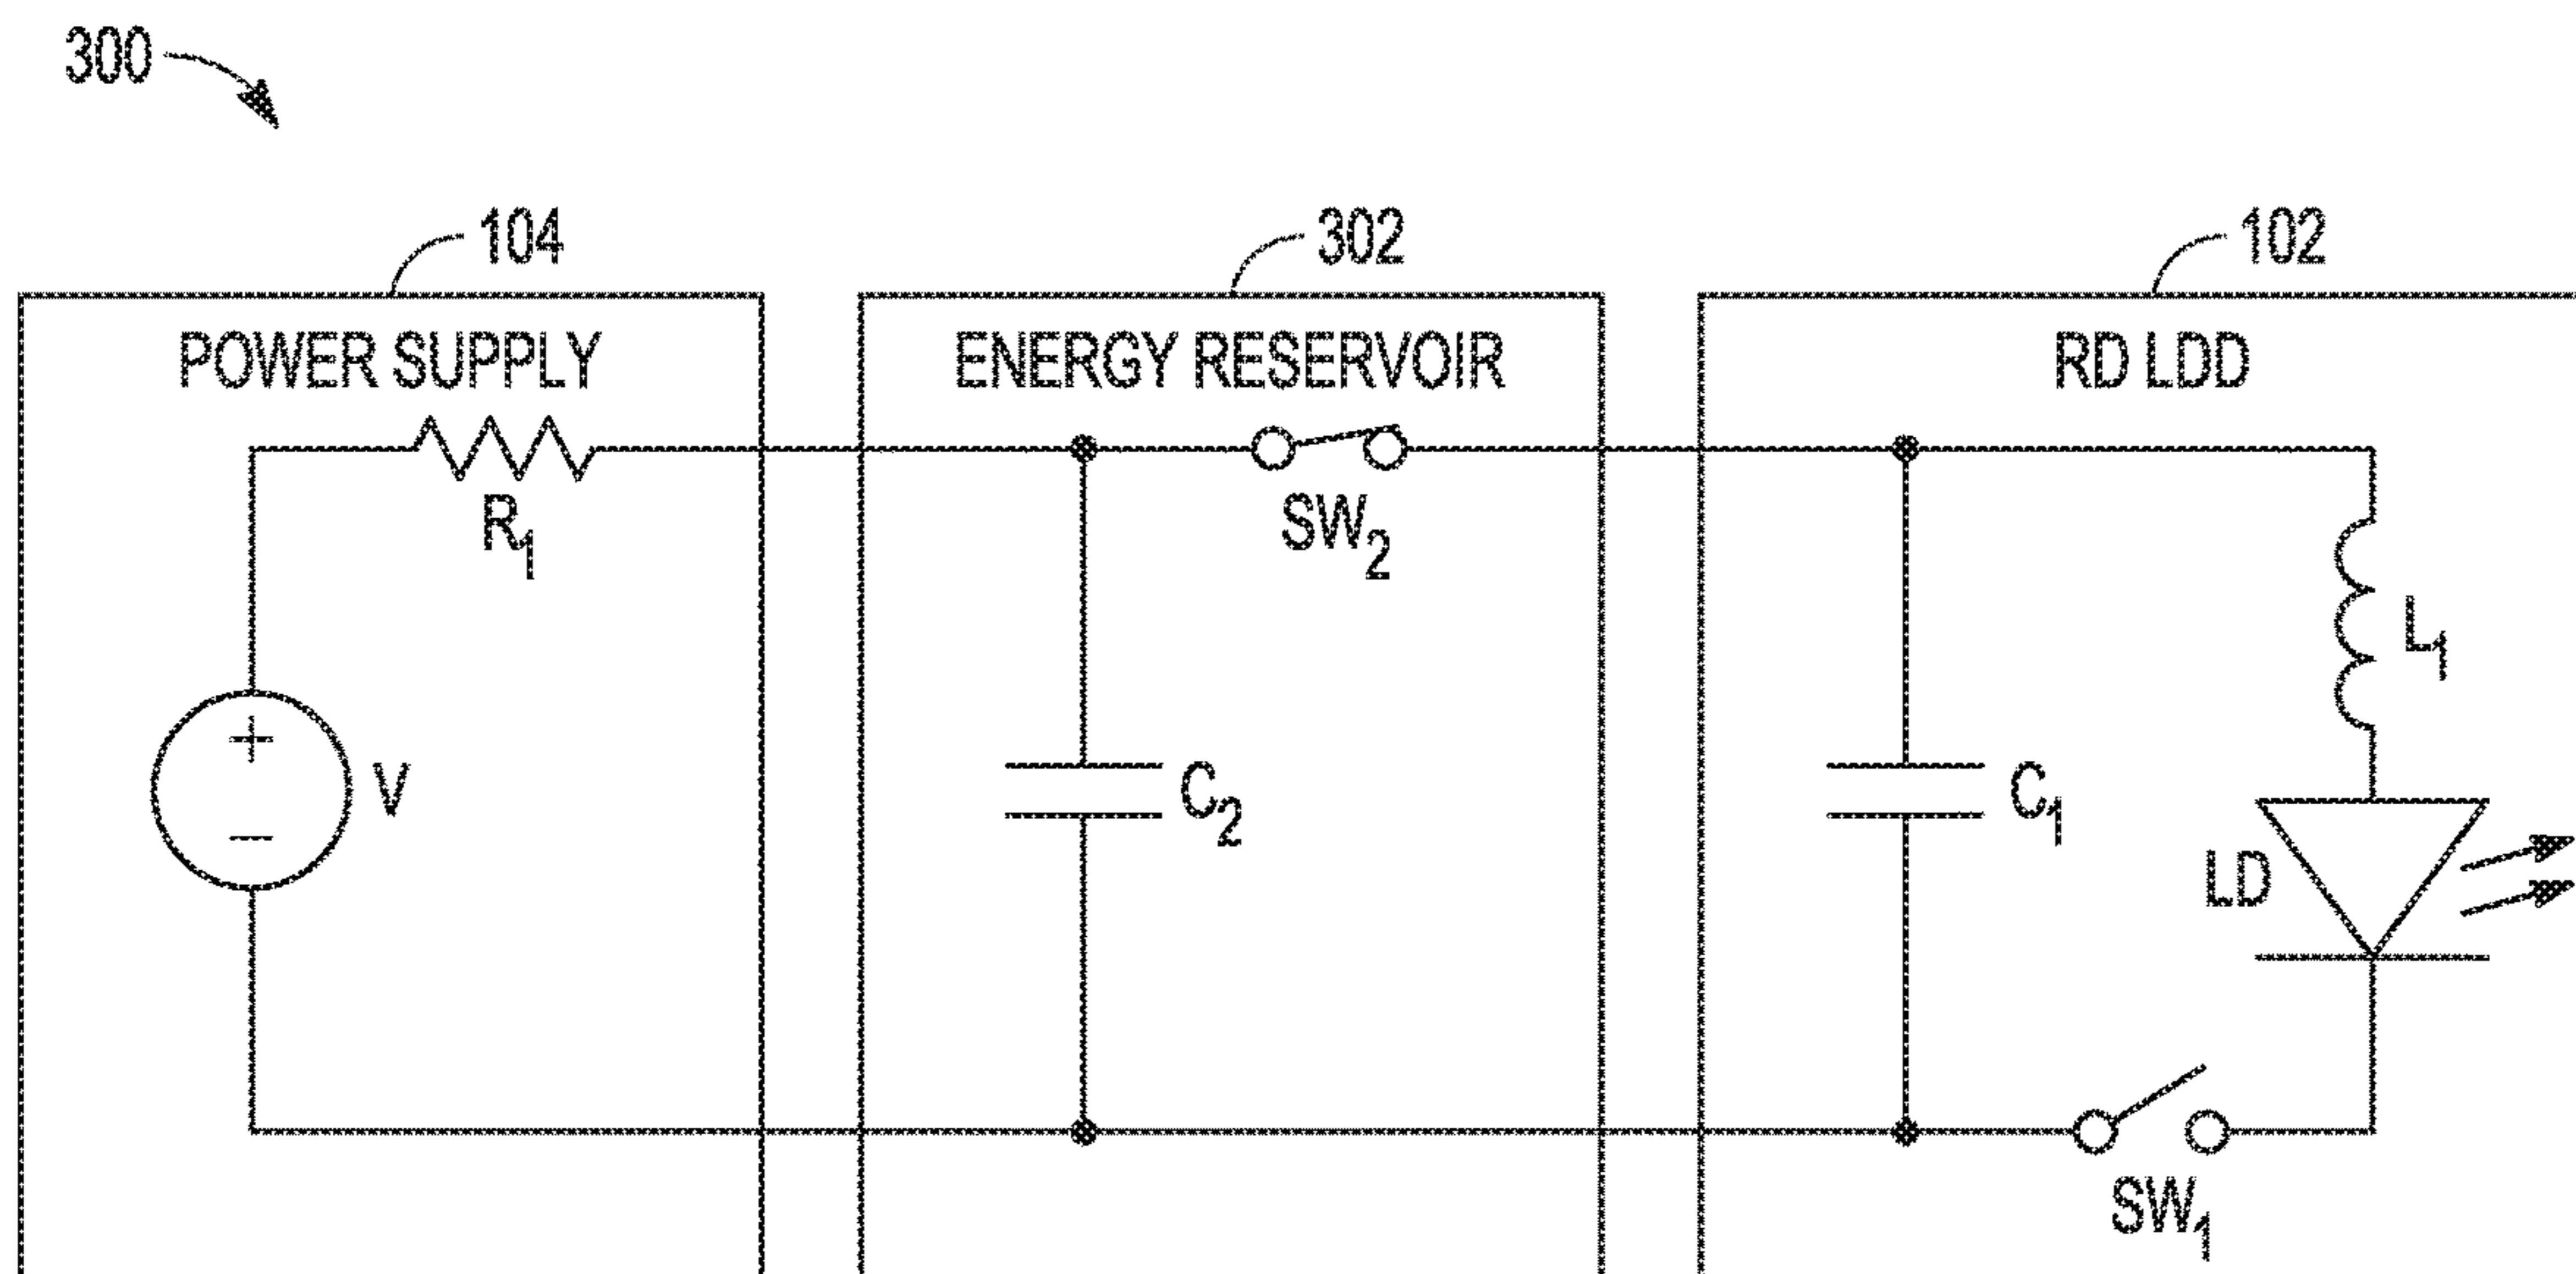 300
104
302
102
POWER SUPPLY
ENERGY RESERVOIR
RD LDD
R1
SW2
L1
+
V
−
C2
C1
LD
SW1